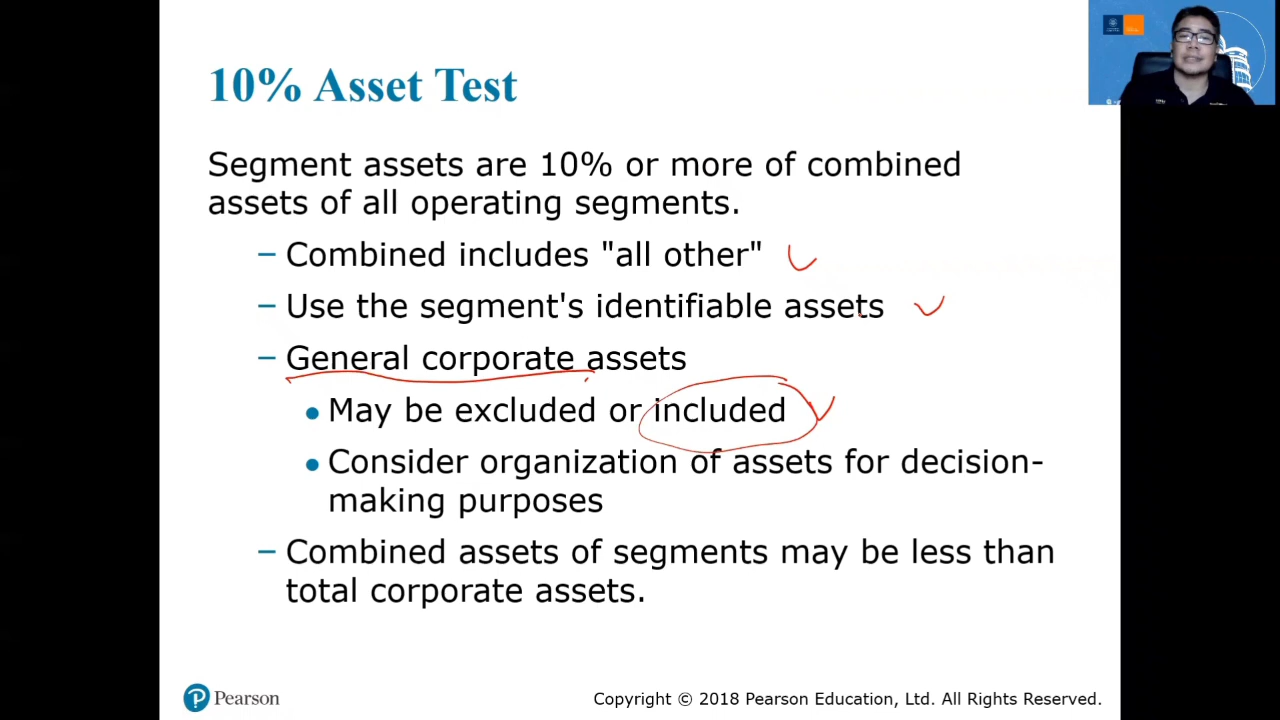 10% Asset Test
Segment assets are 10% or more of combined
assets of all operating segments.
– Combined includes "all other"
– Use the segment's identifiable assets
– General corporate assets
• May be excluded or included
• Consider organization of assets for decision-
making purposes
– Combined assets of segments may be less than
total corporate assets.
Pearson
Copyright © 2018 Pearson Education, Ltd. All Rights Reserved.